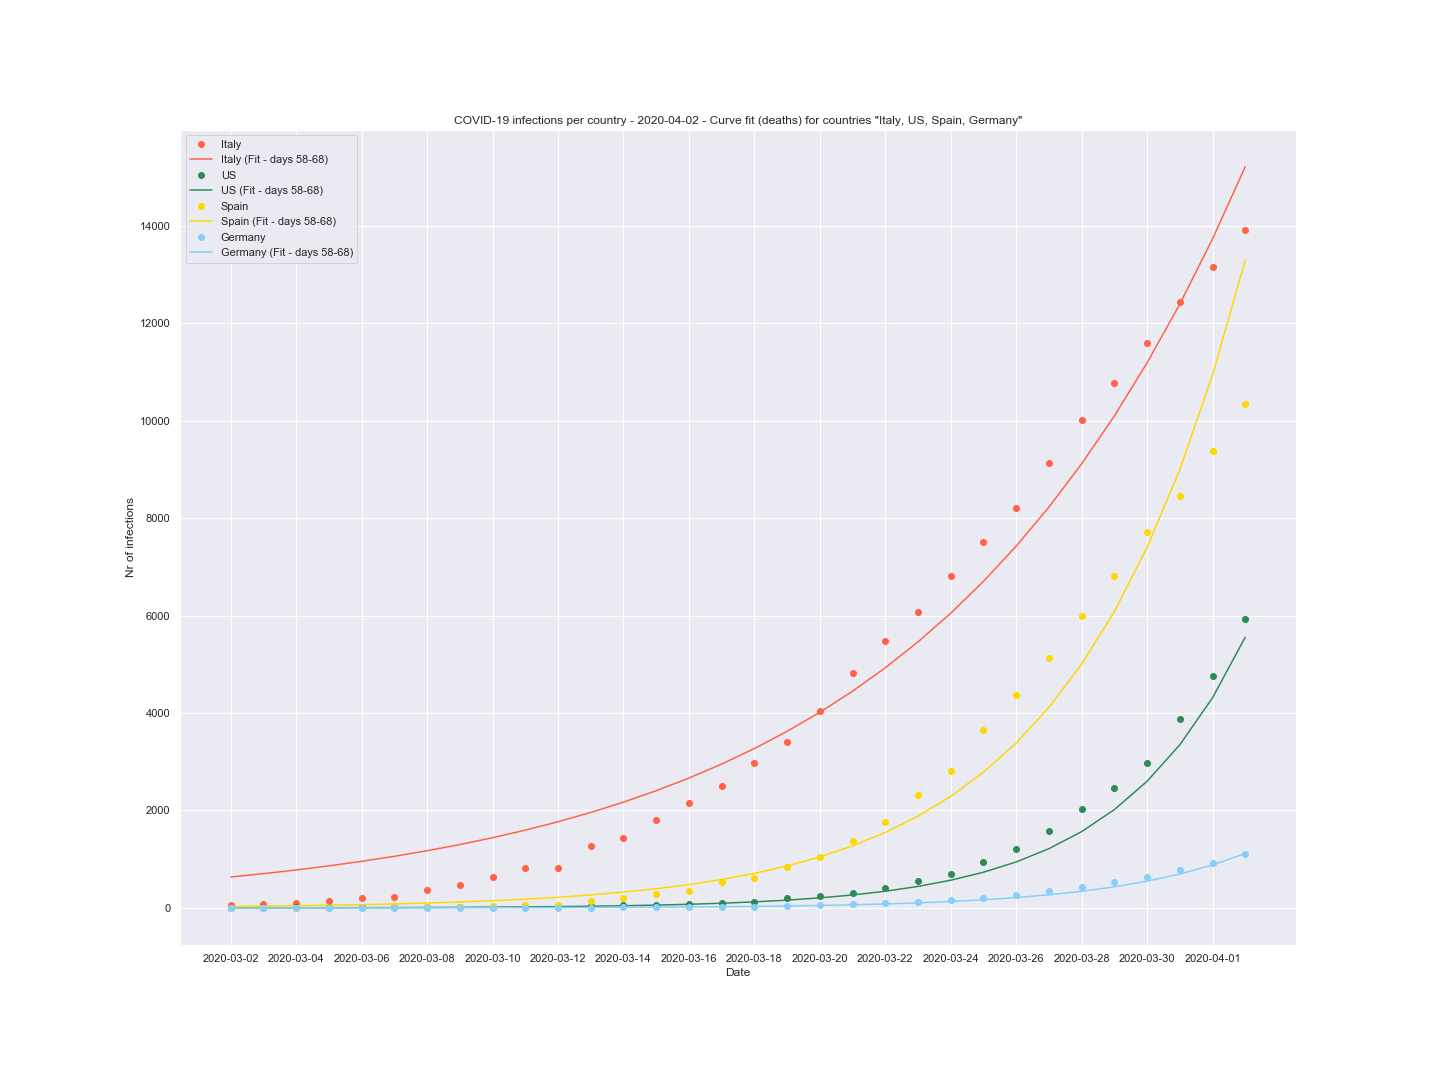 COVID-19 infections per country - 2020-04-02 - Curve fit (deaths) for countries "Italy, US, Spain, Germany"
Italy
Italy (Fit - days 58-68)
US
US (Fit - days 58-68)
Spain
Spain (Fit - days 58-68)
Germany
Germany (Fit - days 58-68)
14000
12000
10000
8000
6000
4000
2000
0
Nr of infections
2020-03-02 2020-03-04 2020-03-06 2020-03-08 2020-03-10 2020-03-12 2020-03-14 2020-03-16 2020-03-18 2020-03-20 2020-03-22 2020-03-24 2020-03-26 2020-03-28 2020-03-30 2020-04-01
Date